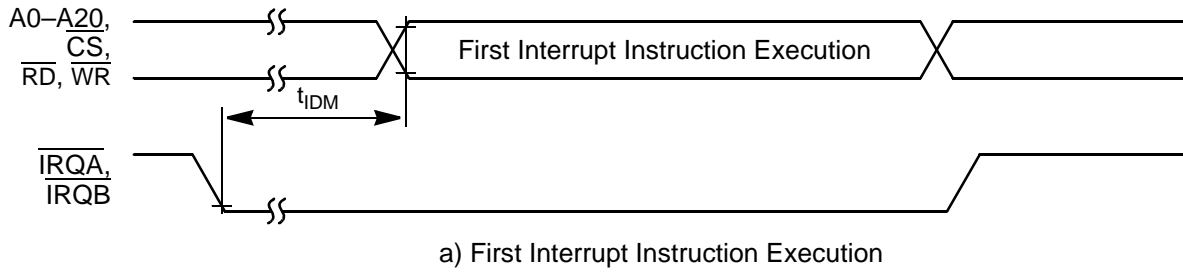 A0–A20,
CS,
RD, WR
First Interrupt Instruction Execution
tIDM
IRQA,
IRQB
a) First Interrupt Instruction Execution